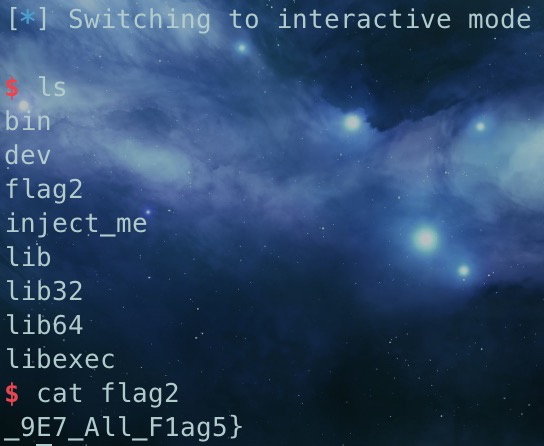 [*] Switching to interactive mode
$ ls
bin
dev
flag2
inject_me
lib
lib32
lib64
libexec
$ cat flag2
_9E7_All_F1ag5}